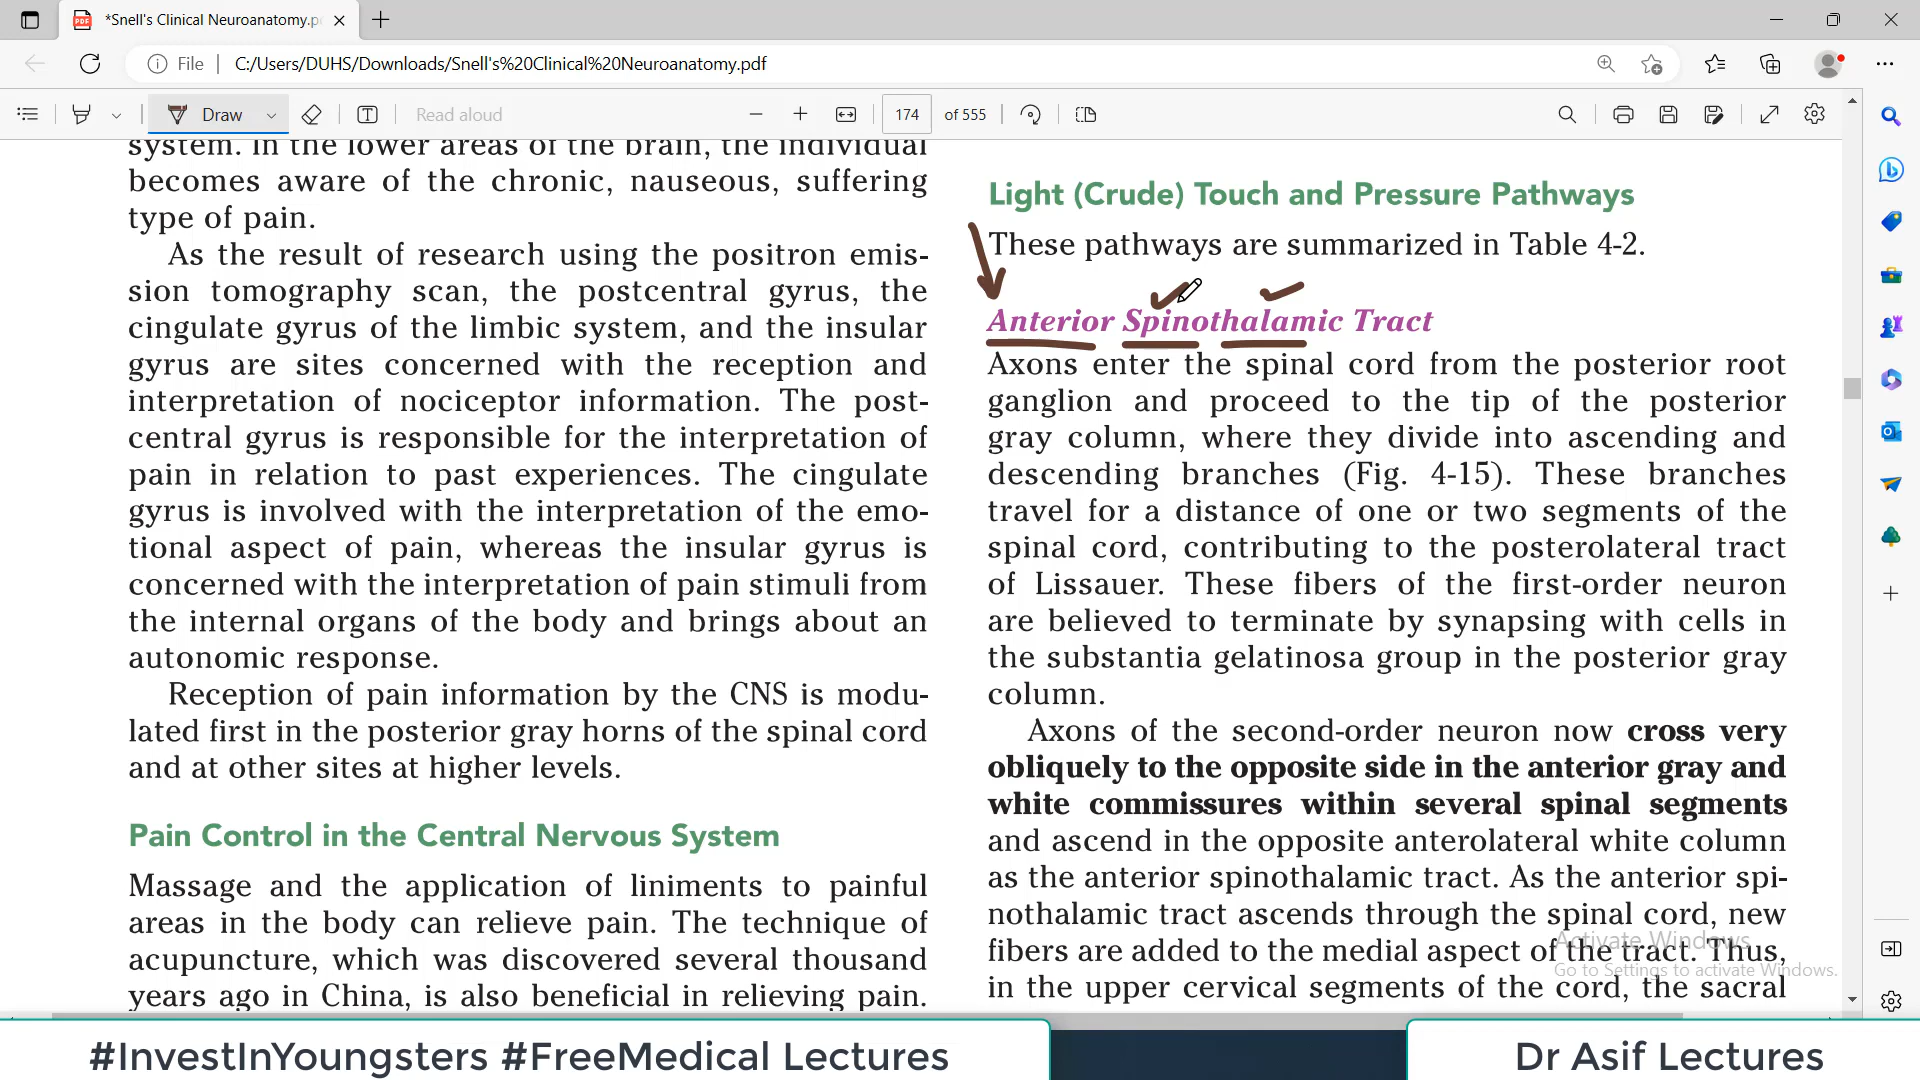 *Snell's Clinical Neuroanatomy.p
File
C:/Users/DUHS/Downloads/Snell's%20Clinical%20Neuroanatomy.pdf
Draw
Read aloud
174 of 555
system. In the lower areas of the brain, the individual
becomes aware of the chronic, nauseous, suffering
type of pain.
As the result of research using the positron emis-
sion tomography scan, the postcentral gyrus, the
cingulate gyrus of the limbic system, and the insular
gyrus are sites concerned with the reception and
interpretation of nociceptor information. The post-
central gyrus is responsible for the interpretation of
pain in relation to past experiences. The cingulate
gyrus is involved with the interpretation of the emo-
tional aspect of pain, whereas the insular gyrus is
concerned with the interpretation of pain stimuli from
the internal organs of the body and brings about an
autonomic response.
Reception of pain information by the CNS is modu-
lated first in the posterior gray horns of the spinal cord
and at other sites at higher levels.
Pain Control in the Central Nervous System
Massage and the application of liniments to painful
areas in the body can relieve pain. The technique of
acupuncture, which was discovered several thousand
years ago in China, is also beneficial in relieving pain.
Light (Crude) Touch and Pressure Pathways
These pathways are summarized in Table 4-2.
Anterior Spinothalamic Tract
Axons enter the spinal cord from the posterior root
ganglion and proceed to the tip of the posterior
gray column, where they divide into ascending and
descending branches (Fig. 4-15). These branches
travel for a distance of one or two segments of the
spinal cord, contributing to the posterolateral tract
of Lissauer. These fibers of the first-order neuron
are believed to terminate by synapsing with cells in
the substantia gelatinosa group in the posterior gray
column.
Axons of the second-order neuron now cross very
obliquely to the opposite side in the anterior gray and
white commissures within several spinal segments
and ascend in the opposite anterolateral white column
as the anterior spinothalamic tract. As the anterior spi-
nothalamic tract ascends through the spinal cord, new
fibers are added to the medial aspect of the tract. Thus,
in the upper cervical segments of the cord, the sacral
Activate Windows
Go to Settings to activate Windows.
#InvestInYoungsters #FreeMedical Lectures
Dr Asif Lectures